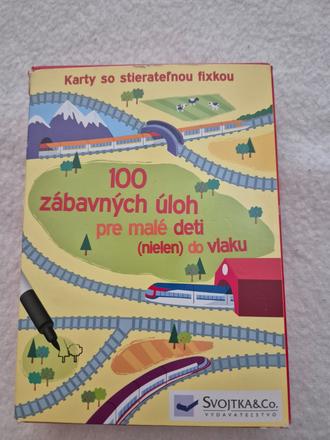 Karty so stierateľnou fixkou
100
zábavných úloh
pre malé deti
(nielen) do vlaku
SVOJTKA&Co.
VYDAVATEĽSTVO